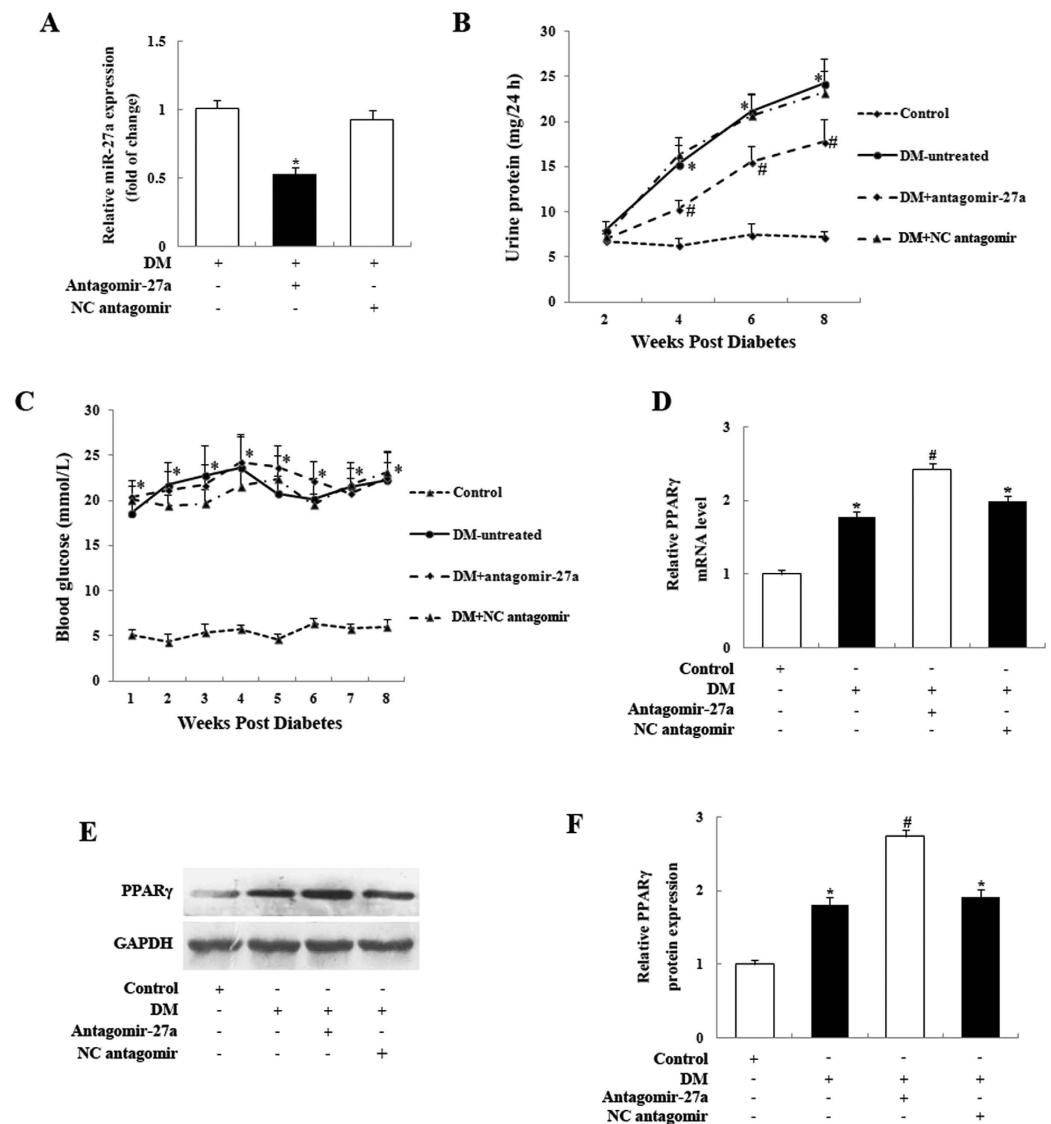 A
Relative miR-27a expression
(fold of change)
1.5
1
0.5
0
*
DM + + +
Antagomir-27a - + -
NC antagomir - - +
B
Urine protein (mg/24 h)
30
25
20
15
10
5
0
* * *
# # #
2 4 6 8
Weeks Post Diabetes
Control
DM-untreated
DM+antagomir-27a
DM+NC antagomir
C
Blood glucose (mmol/L)
30
25
20
15
10
5
0
* * * * * * * *
1 2 3 4 5 6 7 8
Weeks Post Diabetes
Control
DM-untreated
DM+antagomir-27a
DM+NC antagomir
D
Relative PPARγ
mRNA level
3
2
1
0
* # *
Control + - - -
DM - + + +
Antagomir-27a - - + -
NC antagomir - - - +
E
PPARγ
GAPDH
Control + - - -
DM - + + +
Antagomir-27a - - + -
NC antagomir - - - +
F
Relative PPARγ
protein expression
3
2
1
0
* # *
Control + - - -
DM - + + +
Antagomir-27a - - + -
NC antagomir - - - +